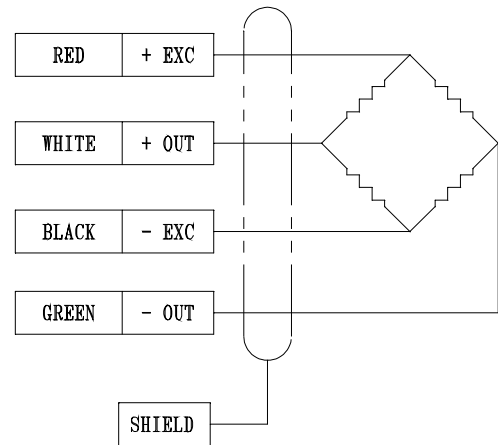 RED + EXC
WHITE + OUT
BLACK - EXC
GREEN - OUT
SHIELD